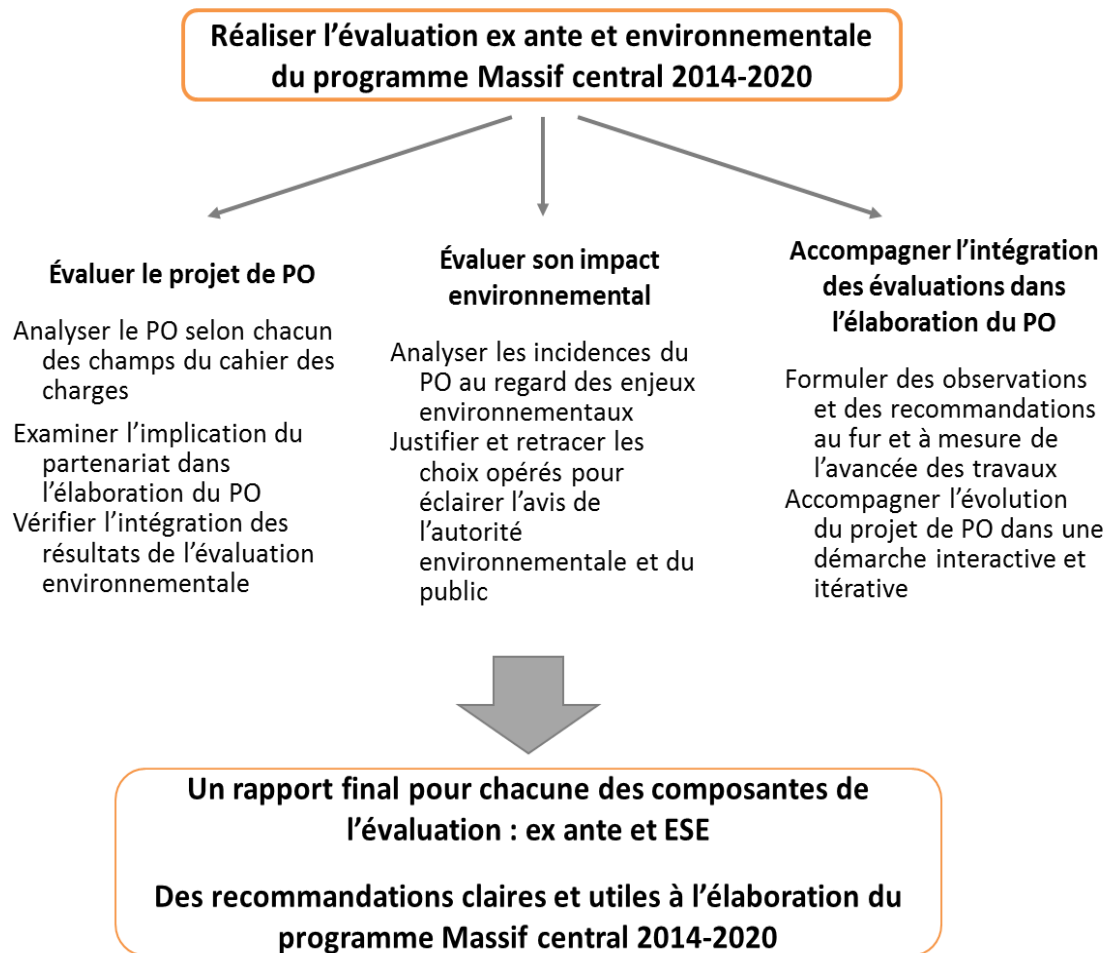 Réaliser l’évaluation ex ante et environnementale
du programme Massif central 2014-2020
Évaluer le projet de PO
Analyser le PO selon chacun
des champs du cahier des
charges
Examiner l’implication du
partenariat dans
l’élaboration du PO
Vérifier l’intégration des
résultats de l’évaluation
environnementale
Évaluer son impact
environnemental
Analyser les incidences du
PO au regard des enjeux
environnementaux
Justifier et retracer les
choix opérés pour
éclairer l’avis de
l’autorité
environnementale et du
public
Accompagner l’intégration
des évaluations dans
l’élaboration du PO
Formuler des observations
et des recommandations
au fur et à mesure de
l’avancée des travaux
Accompagner l’évolution
du projet de PO dans une
démarche interactive et
itérative
Un rapport final pour chacune des composantes de
l’évaluation : ex ante et ESE
Des recommandations claires et utiles à l’élaboration du
programme Massif central 2014-2020